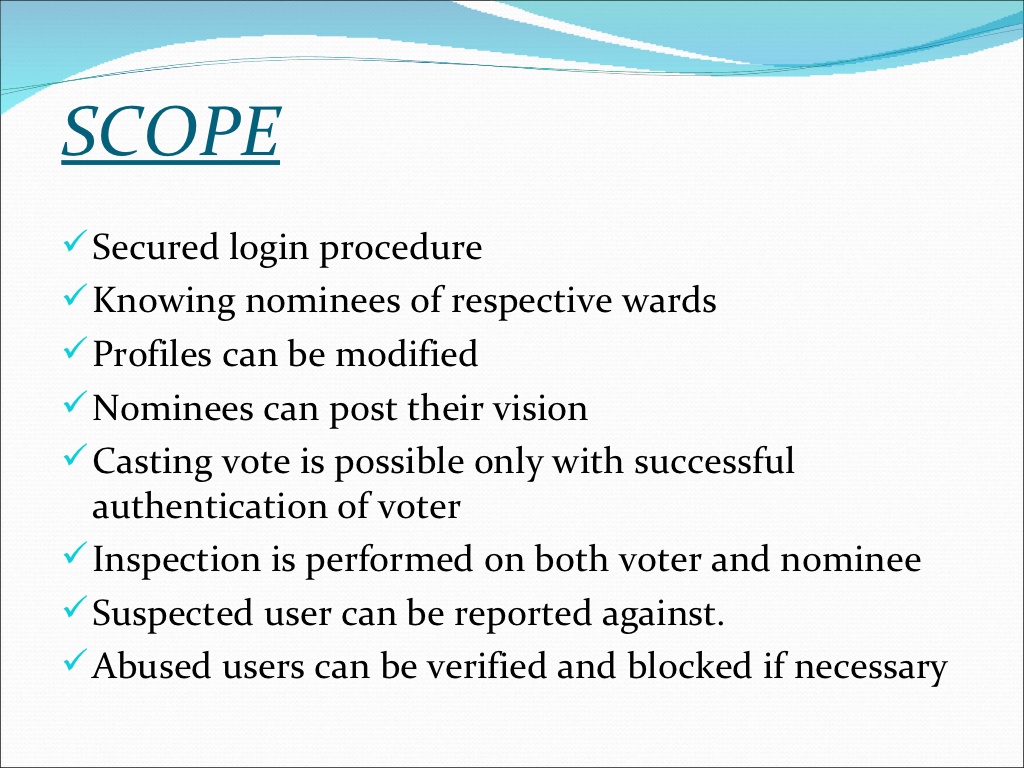 SCOPE
Secured login procedure
Knowing nominees of respective wards
Profiles can be modified
Nominees can post their vision
Casting vote is possible only with successful
authentication of voter
Inspection is performed on both voter and nominee
Suspected user can be reported against.
Abused users can be verified and blocked if necessary